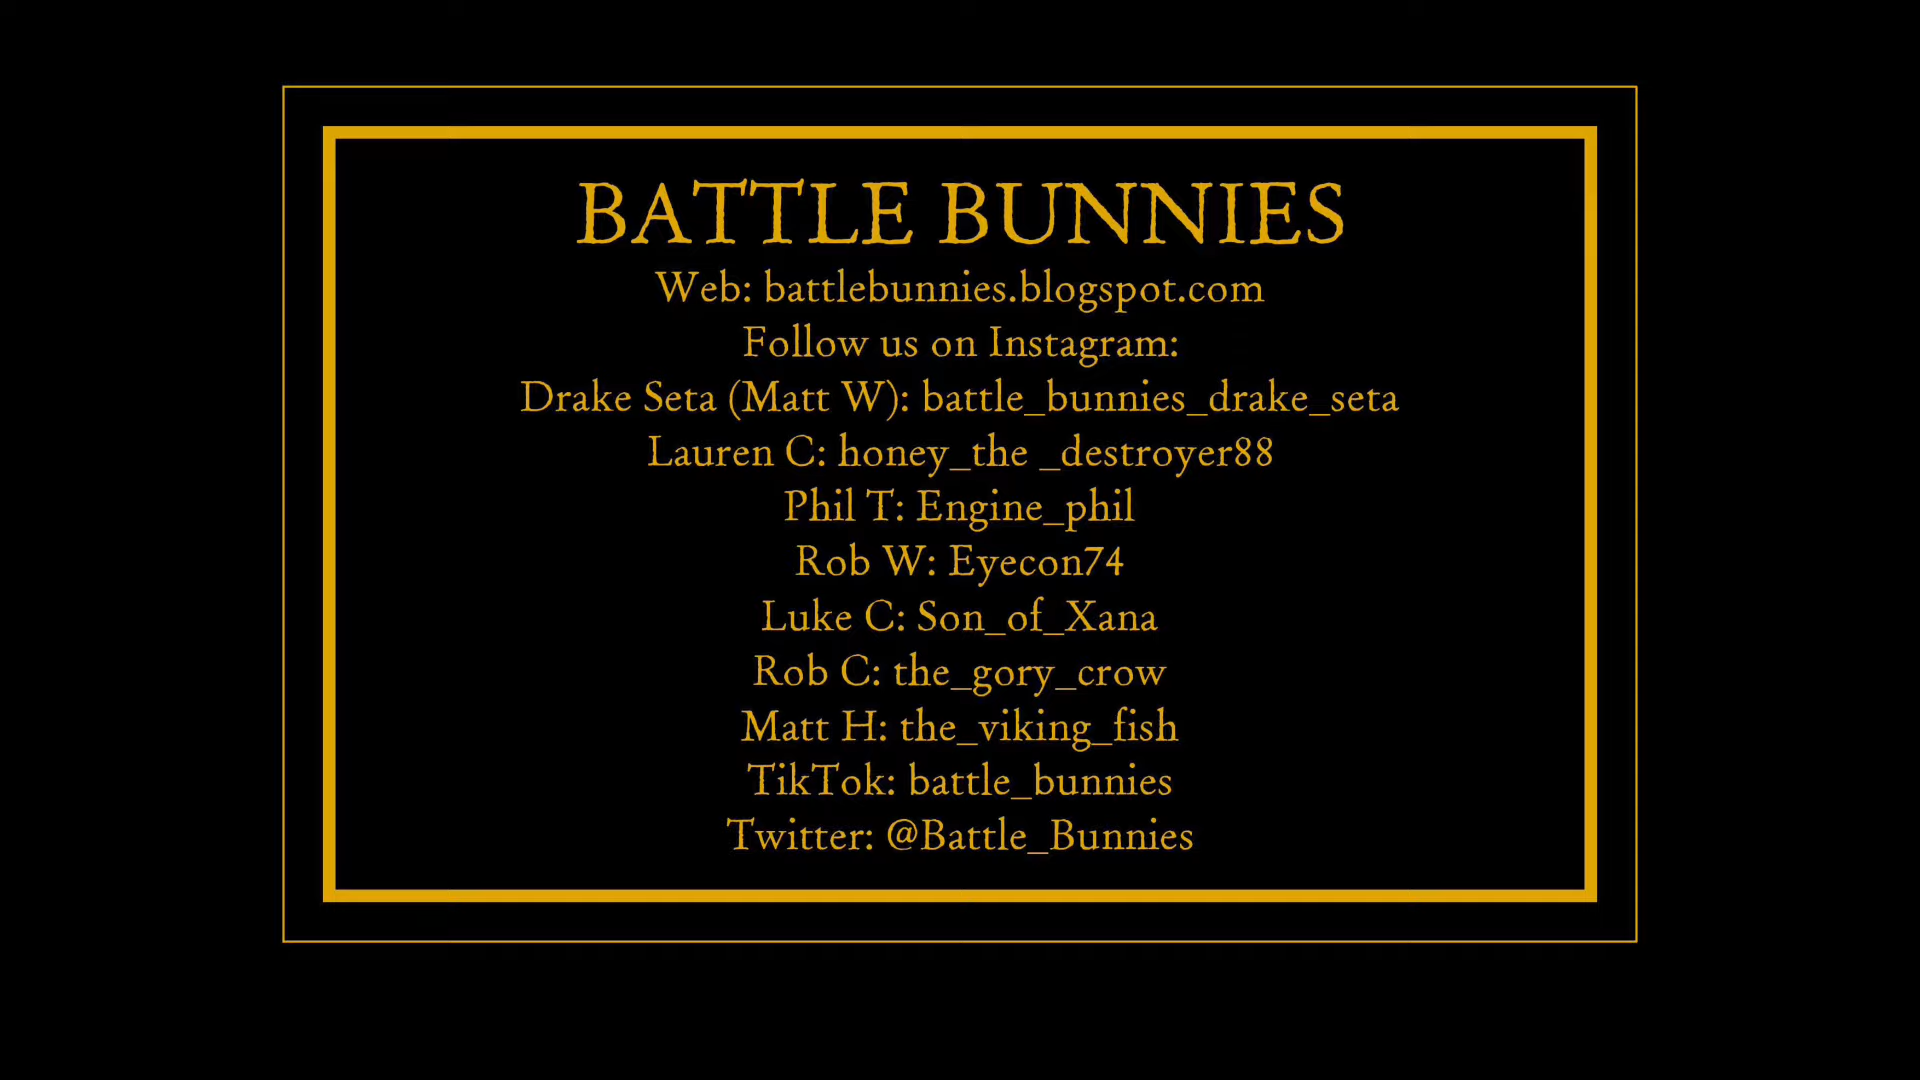 BATTLE BUNNIES
Web: battlebunnies.blogspot.com
Follow us on Instagram:
Drake Seta (Matt W): battle_bunnies_drake_seta
Lauren C: honey_the _destroyer88
Phil T: Engine_phil
Rob W: Eyecon74
Luke C: Son_of_Xana
Rob C: the_gory_crow
Matt H: the_viking_fish
TikTok: battle_bunnies
Twitter: @Battle_Bunnies